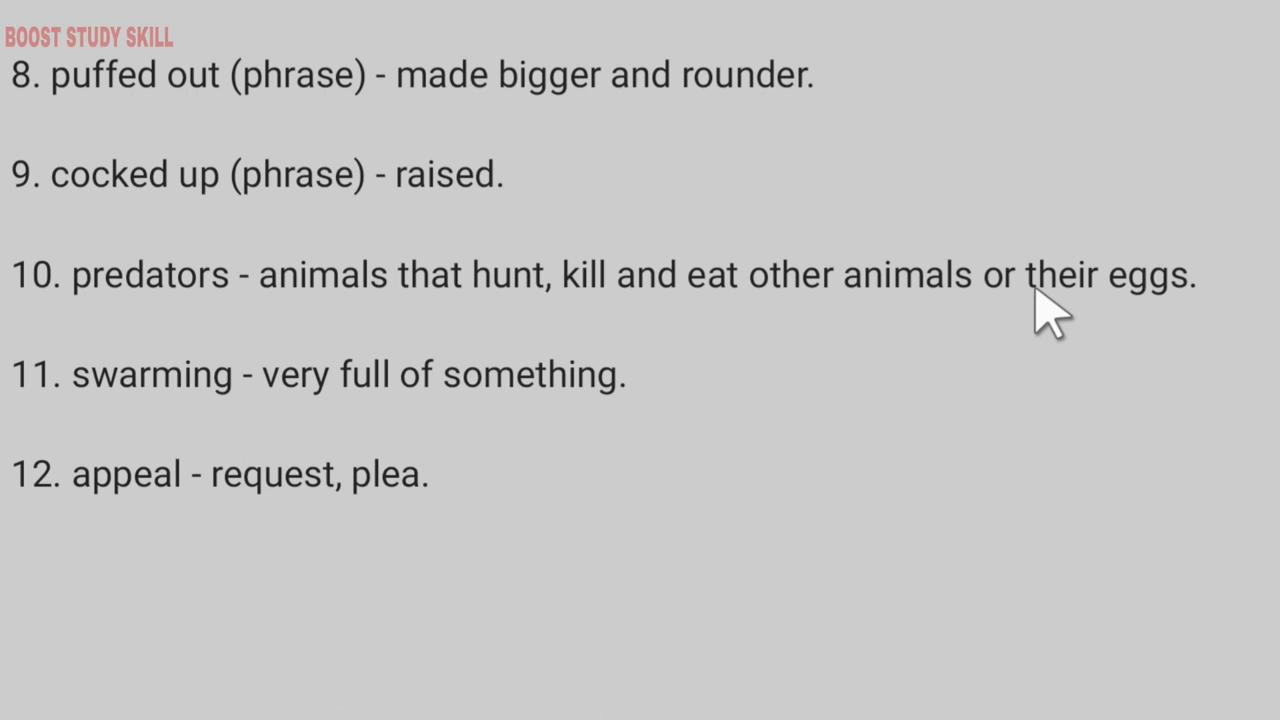 BOOST STUDY SKILL
8. puffed out (phrase) - made bigger and rounder.
9. cocked up (phrase) - raised.
10. predators - animals that hunt, kill and eat other animals or their eggs.
11. swarming - very full of something.
12. appeal - request, plea.